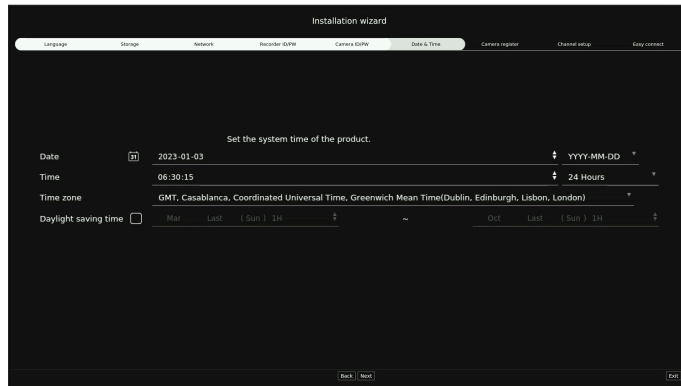 Installation wizard
Language Storage Network Recorder ID/PW Camera ID/PW Date & Time Camera register Channel setup Easy connect
Set the system time of the product.
Date 31 2023-01-03 YYYY-MM-DD
Time 06:30:15 24 Hours
Time zone GMT, Casablanca, Coordinated Universal Time, Greenwich Mean Time(Dublin, Edinburgh, Lisbon, London)
Daylight saving time Mar Last ( Sun ) 1H ~ Oct Last ( Sun ) 1H
Back Next Exit